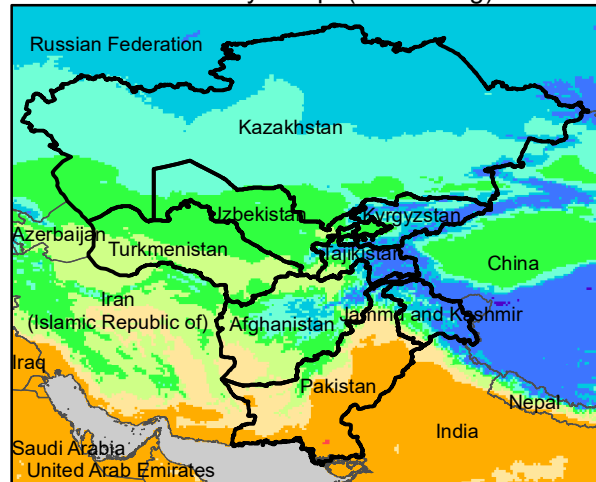 Russian Federation
Kazakhstan
Uzbekistan
Kyrgyzstan
Azerbaijan
Turkmenistan
Tajikistan
China
Iran
(Islamic Republic of)
Afghanistan
Jammu and Kashmir
Iraq
Pakistan
Nepal
India
Saudi Arabia
United Arab Emirates